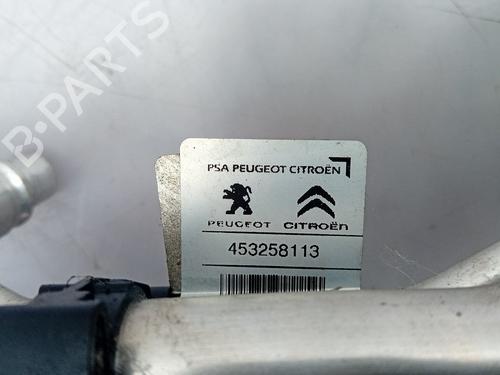 B-PARTS
PSA PEUGEOT CITROËN
PEUGEOT CITROËN
453258113